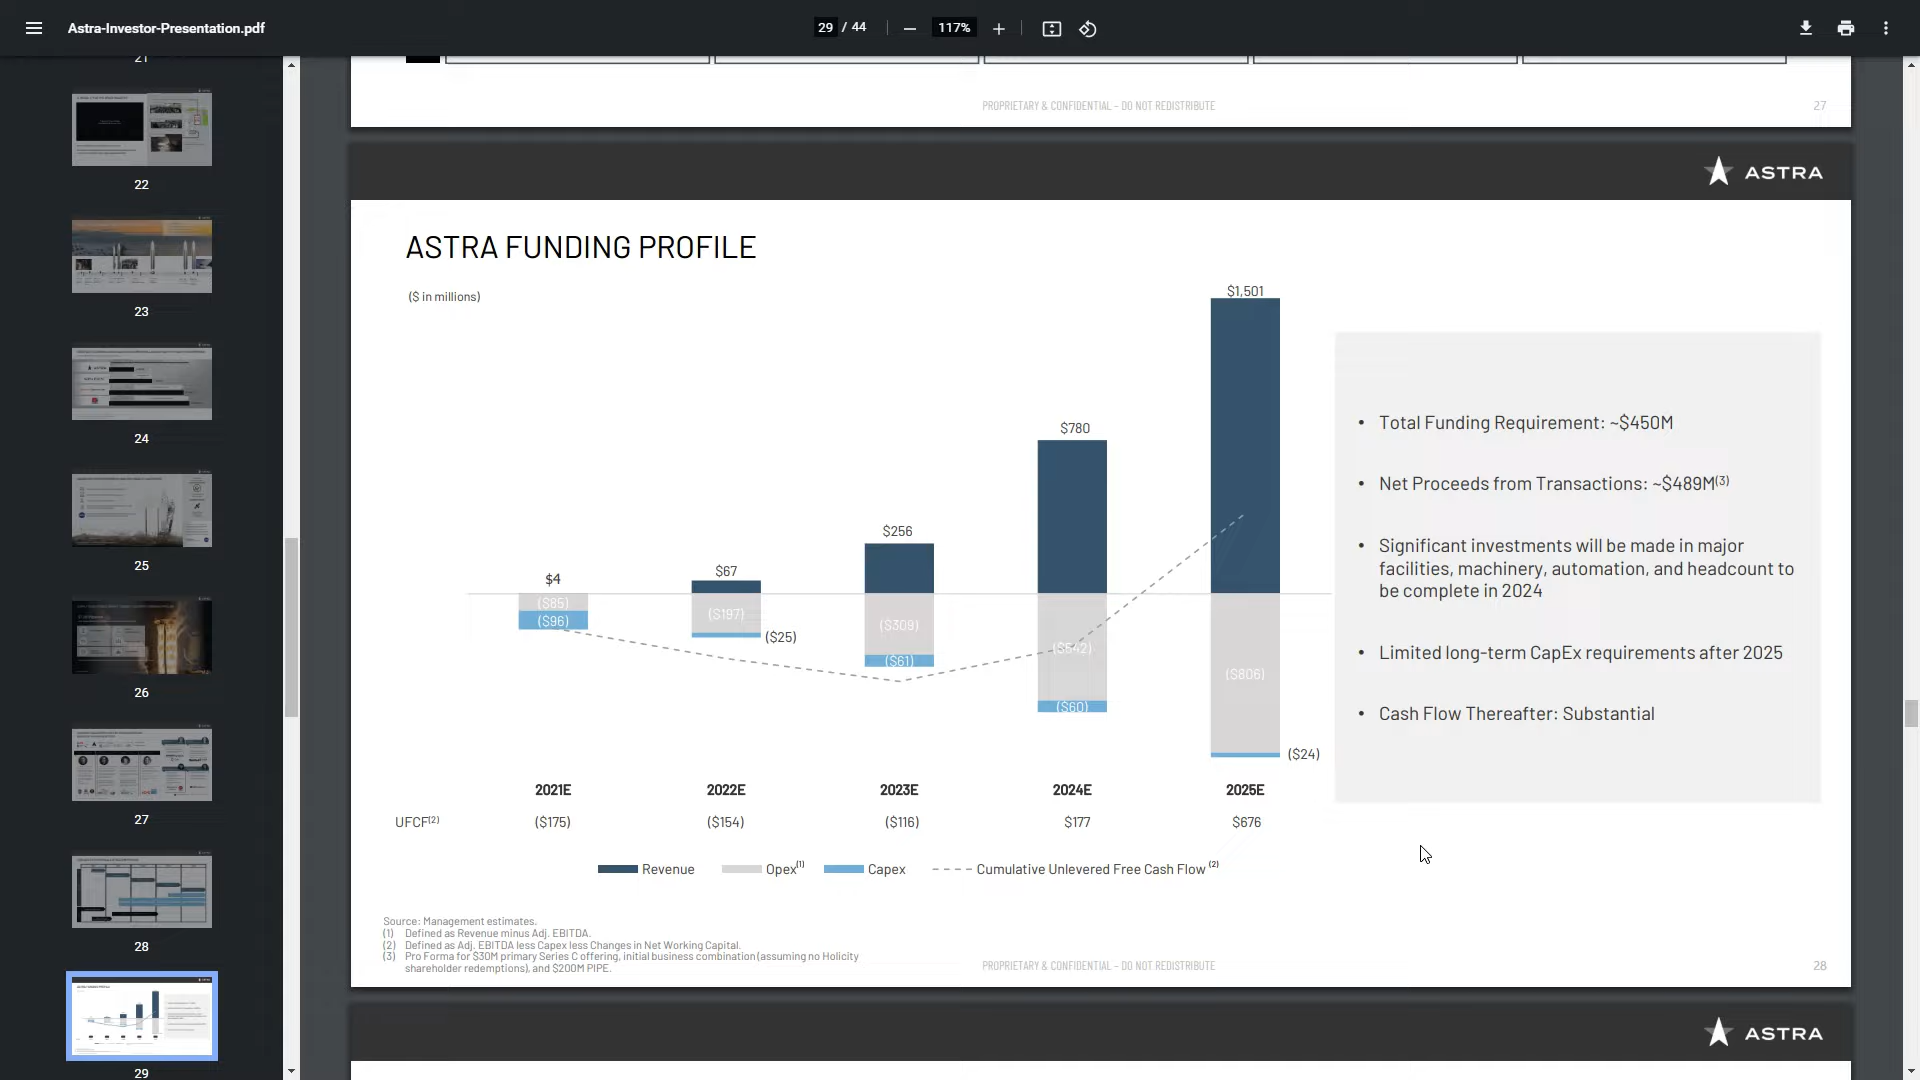 Astra-Investor-Presentation.pdf
29 / 44
117%
21
22
23
24
25
26
27
28
29
PROPRIETARY & CONFIDENTIAL – DO NOT REDISTRIBUTE
27
ASTRA
ASTRA FUNDING PROFILE
($ in millions)
$4
$67
$256
$780
$1,501
($85)
($96)
($197)
($25)
($309)
($61)
($542)
($60)
($806)
($24)
2021E
2022E
2023E
2024E
2025E
UFCF(2)
($175)
($154)
($116)
$177
$676
Revenue
Opex(1)
Capex
Cumulative Unlevered Free Cash Flow (2)
• Total Funding Requirement: ~$450M
• Net Proceeds from Transactions: ~$489M(3)
• Significant investments will be made in major
facilities, machinery, automation, and headcount to
be complete in 2024
• Limited long-term CapEx requirements after 2025
• Cash Flow Thereafter: Substantial
Source: Management estimates.
(1) Defined as Revenue minus Adj. EBITDA.
(2) Defined as Adj. EBITDA less Capex less Changes in Net Working Capital.
(3) Pro Forma for $30M primary Series C offering, initial business combination (assuming no Holicity
shareholder redemptions), and $200M PIPE.
PROPRIETARY & CONFIDENTIAL – DO NOT REDISTRIBUTE
28
ASTRA